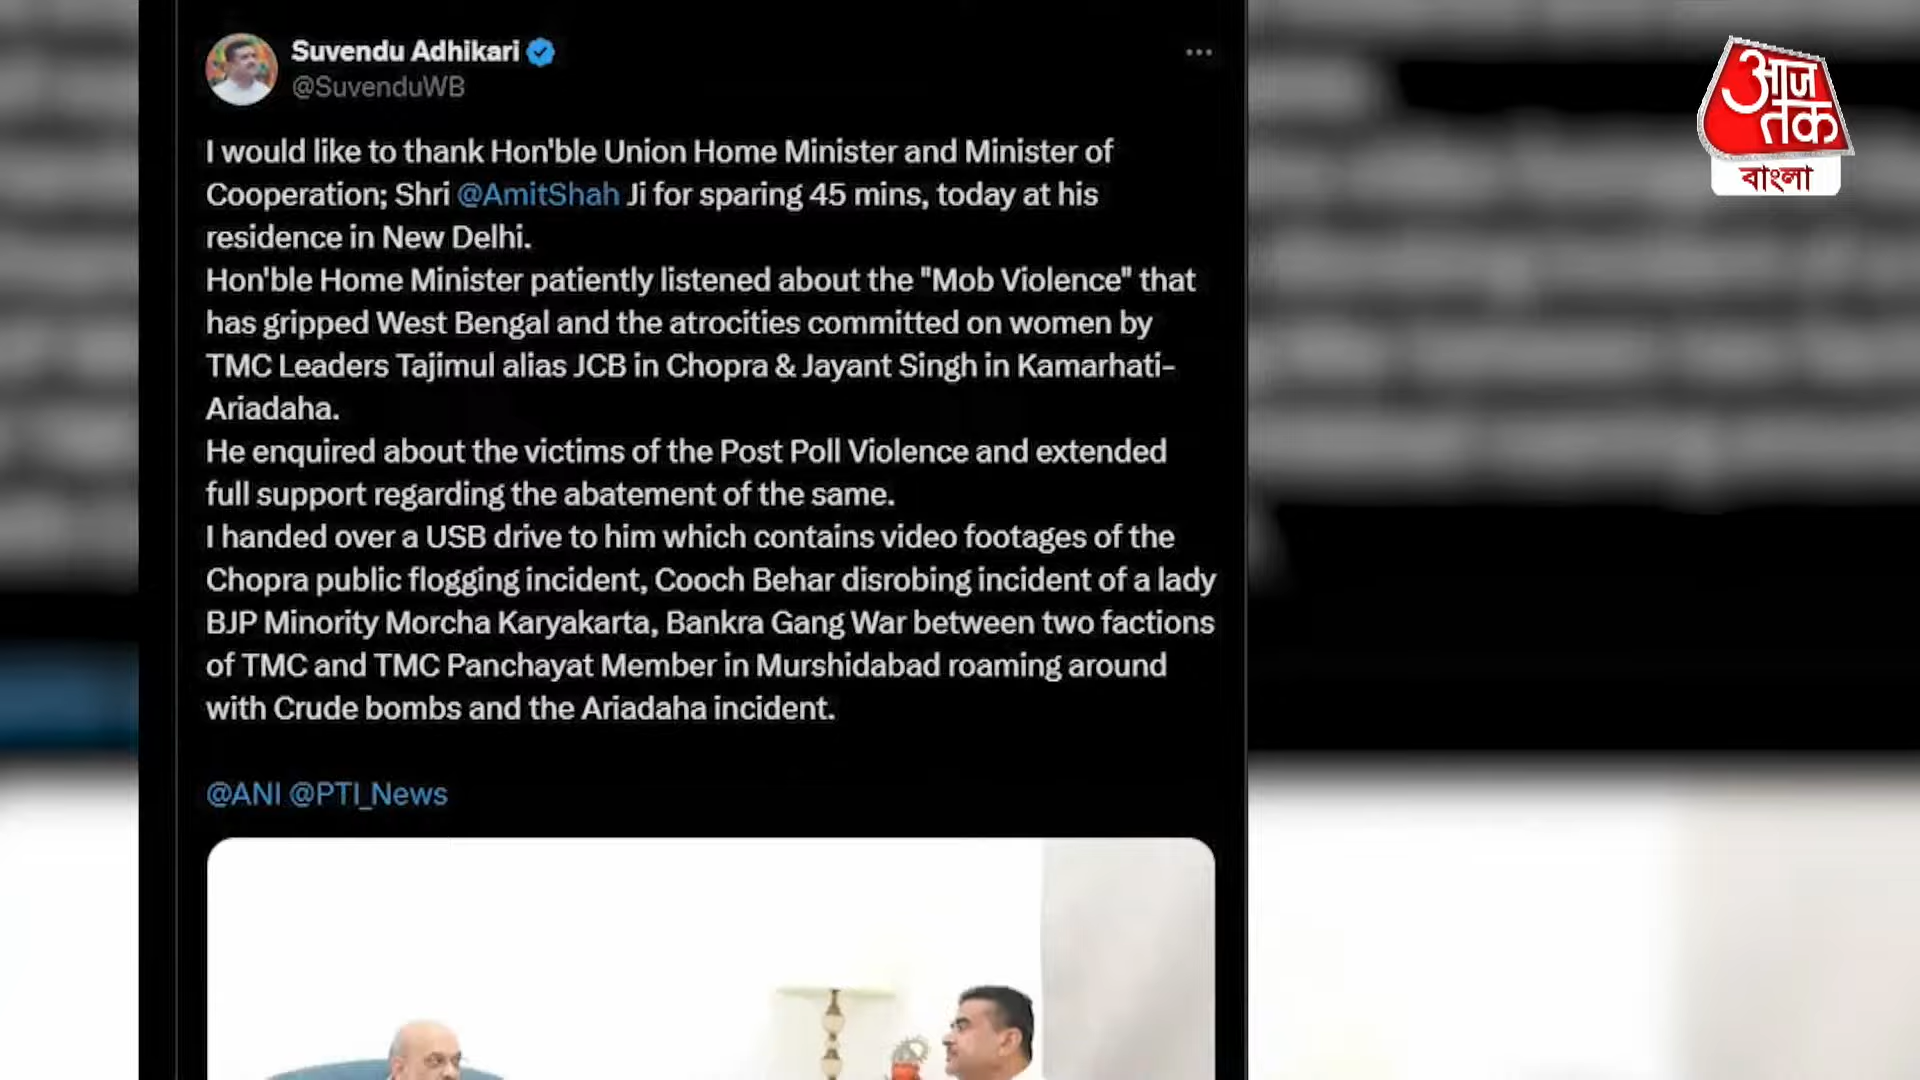 Suvendu Adhikari
@SuvenduWB
I would like to thank Hon'ble Union Home Minister and Minister of
Cooperation; Shri @AmitShah Ji for sparing 45 mins, today at his
residence in New Delhi.
Hon'ble Home Minister patiently listened about the "Mob Violence" that
has gripped West Bengal and the atrocities committed on women by
TMC Leaders Tajimul alias JCB in Chopra & Jayant Singh in Kamarhati-
Ariadaha.
He enquired about the victims of the Post Poll Violence and extended
full support regarding the abatement of the same.
I handed over a USB drive to him which contains video footages of the
Chopra public flogging incident, Cooch Behar disrobing incident of a lady
BJP Minority Morcha Karyakarta, Bankra Gang War between two factions
of TMC and TMC Panchayat Member in Murshidabad roaming around
with Crude bombs and the Ariadaha incident.
@ANI @PTI_News
आज
तक
বাংলা